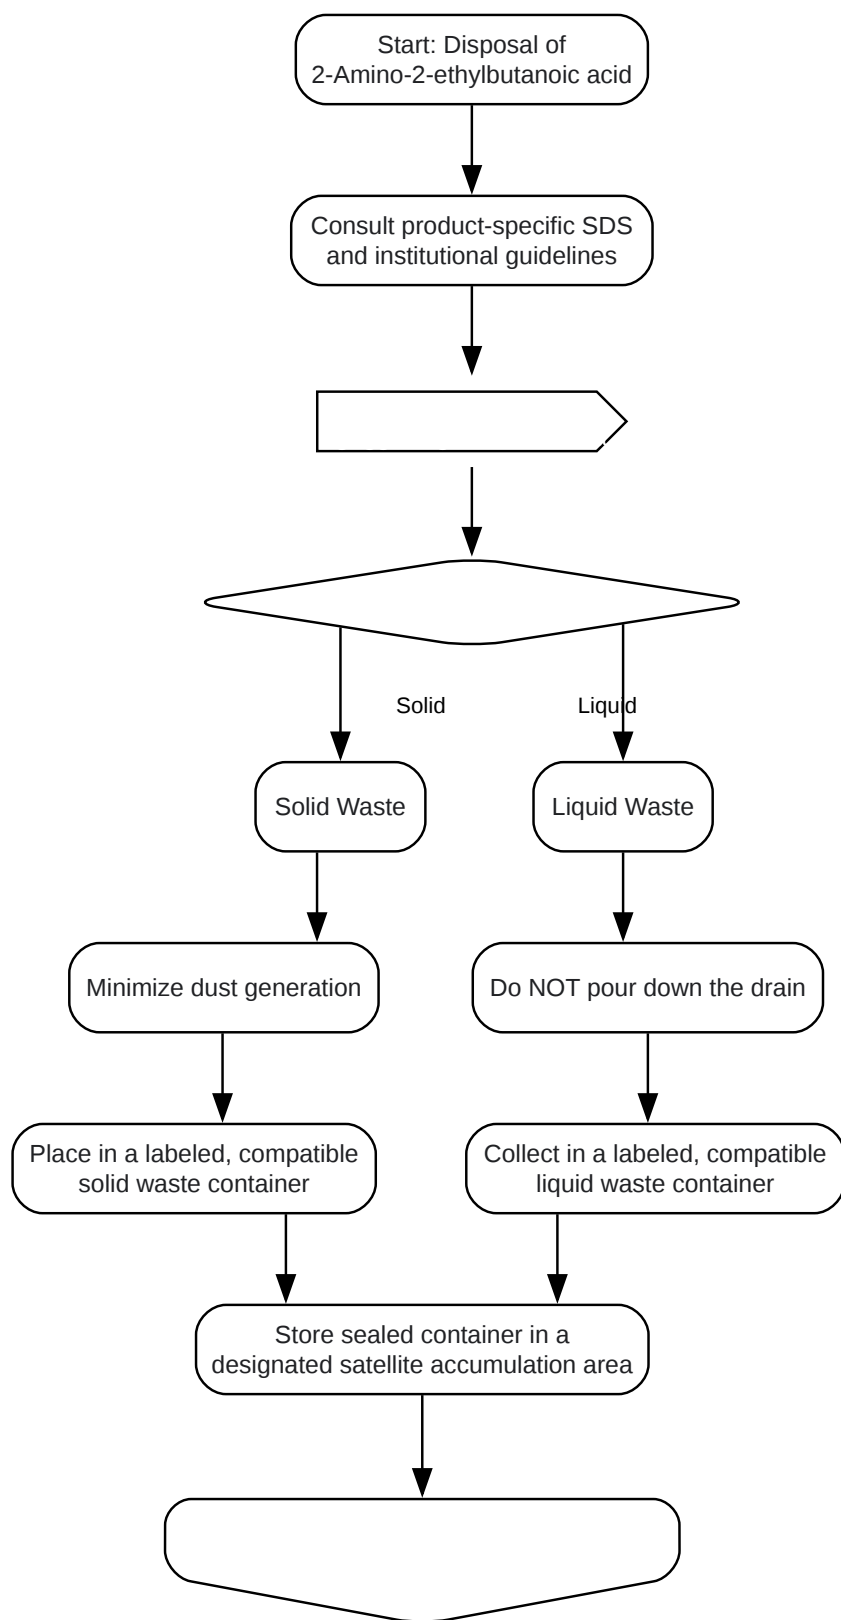 Start: Disposal of
2-Amino-2-ethylbutanoic acid
Consult product-specific SDS
and institutional guidelines
Solid
Liquid
Solid Waste
Liquid Waste
Minimize dust generation
Do NOT pour down the drain
Place in a labeled, compatible
solid waste container
Collect in a labeled, compatible
liquid waste container
Store sealed container in a
designated satellite accumulation area